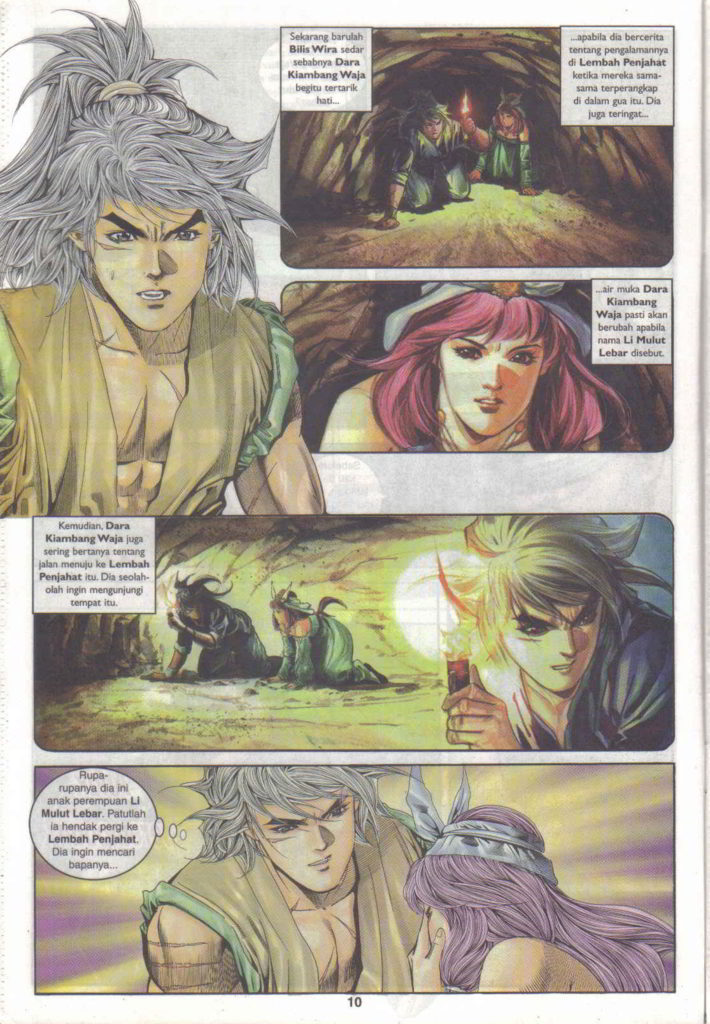 Sekarang barulah
Bilis Wira sedar
sebabnya Dara
Kiambang Waja
begitu tertarik
hati...
...apabila dia bercerita
tentang pengalamannya
di Lembah Penjahat
ketika mereka sama-
sama terperangkap
di dalam gua itu. Dia
juga teringat...
...air muka Dara
Kiambang
Waja pasti akan
berubah apabila
nama Li Mulut
Lebar disebut.
Kemudian, Dara
Kiambang Waja juga
sering bertanya tentang
jalan menuju ke Lembah
Penjahat itu. Dia seolah-
olah ingin mengunjungi
tempat itu.
Rupa-
rupanya dia ini
anak perempuan Li
Mulut Lebar. Patutlah
ia hendak pergi ke
Lembah Penjahat.
Dia ingin mencari
bapanya...
10